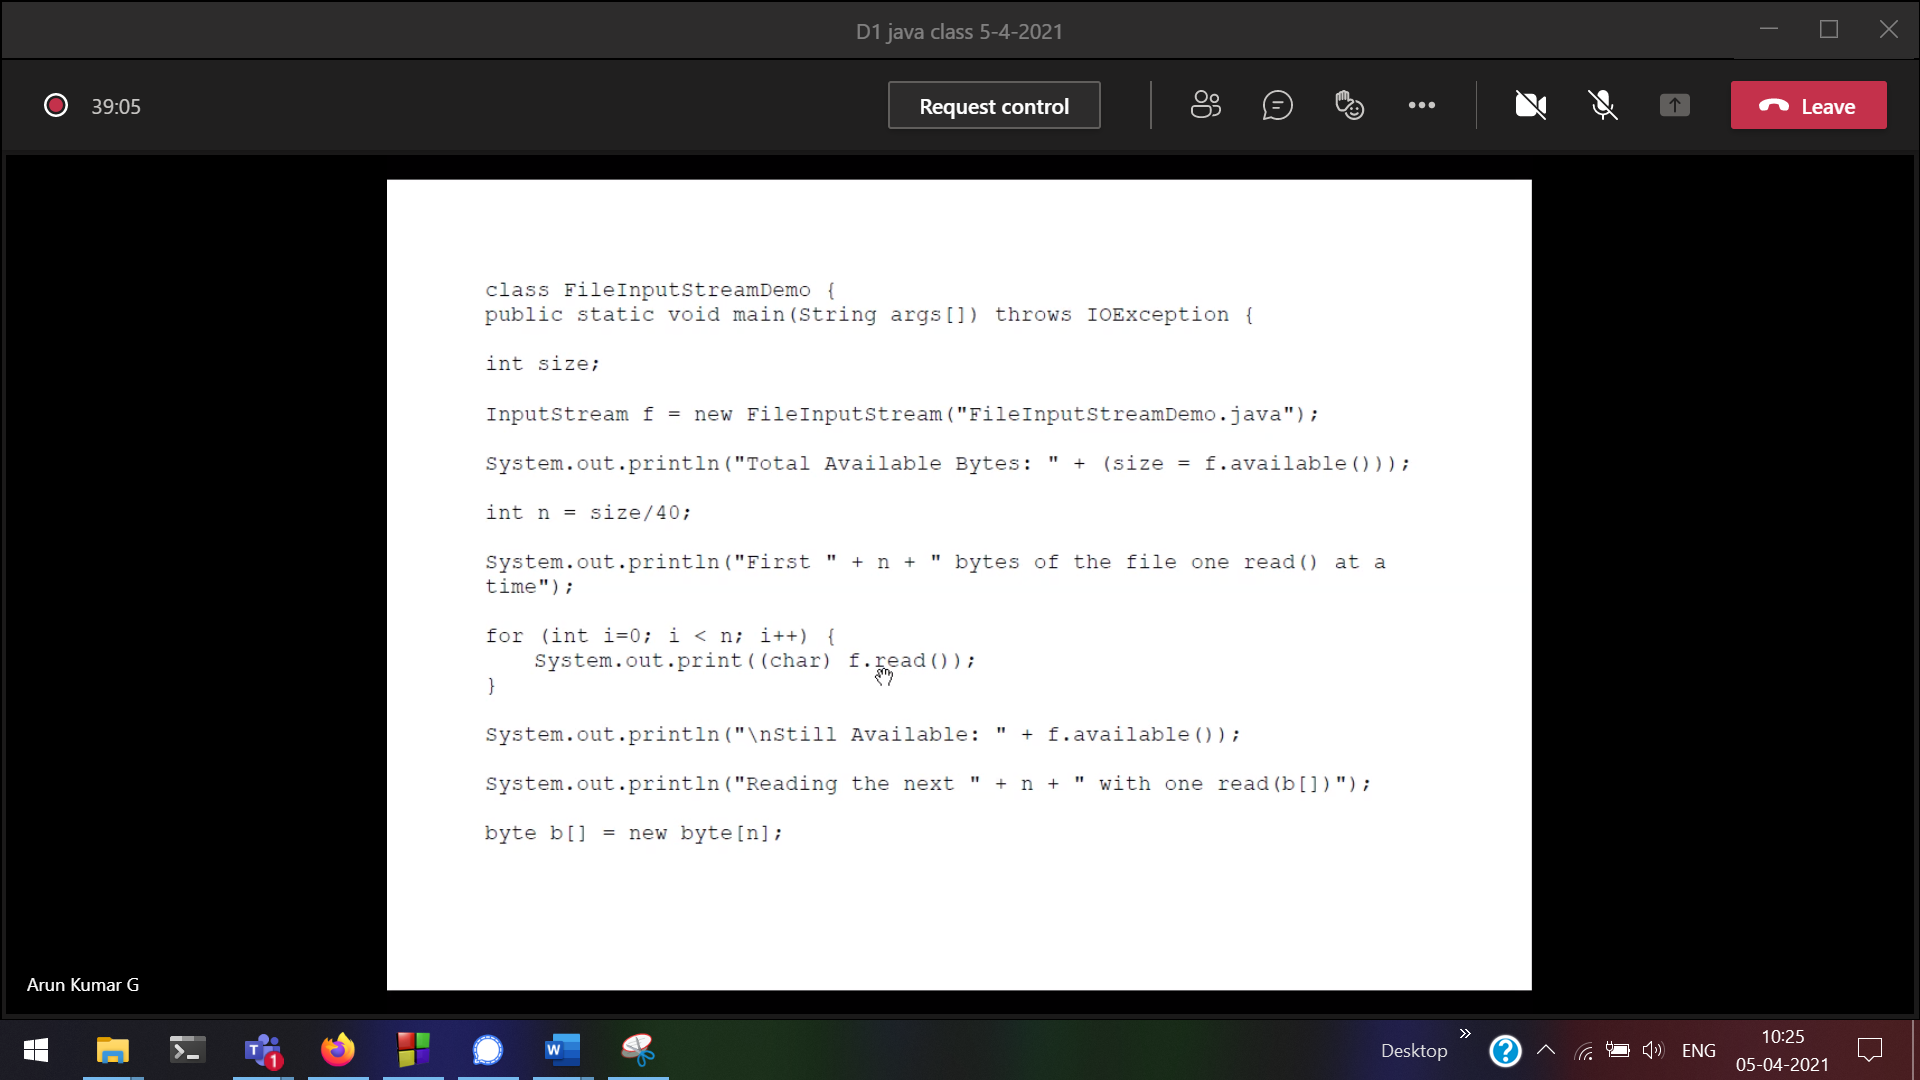 D1 java class 5-4-2021
39:05
Request control
Leave
class FileInputStreamDemo {
public static void main(String args[]) throws IOException {
int size;
InputStream f = new FileInputStream("FileInputStreamDemo.java");
System.out.println("Total Available Bytes: " + (size = f.available()));
int n = size/40;
System.out.println("First " + n + " bytes of the file one read() at a
time");
for (int i=0; i < n; i++) {
System.out.print((char) f.read());
}
System.out.println("\nStill Available: " + f.available());
System.out.println("Reading the next " + n + " with one read(b[])");
byte b[] = new byte[n];
Arun Kumar G
T 1
W
Desktop
»
?
ENG
10:25
05-04-2021